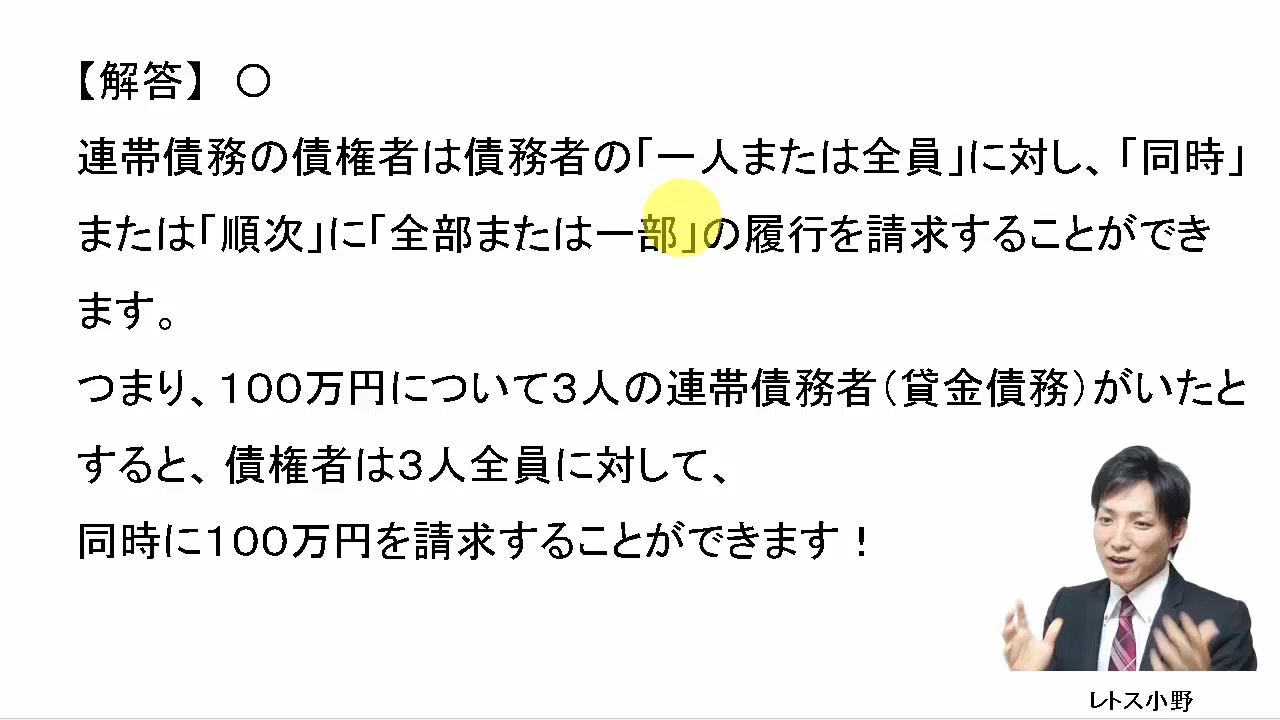 【解答】 ○
連帯債務の債権者は債務者の「一人または全員」に対し、「同時」
または「順次」に「全部または一部」の履行を請求することができ
ます。
つまり、100万円について3人の連帯債務者（貸金債務）がいたと
すると、債権者は3人全員に対して、
同時に100万円を請求することができます！
レトス小野